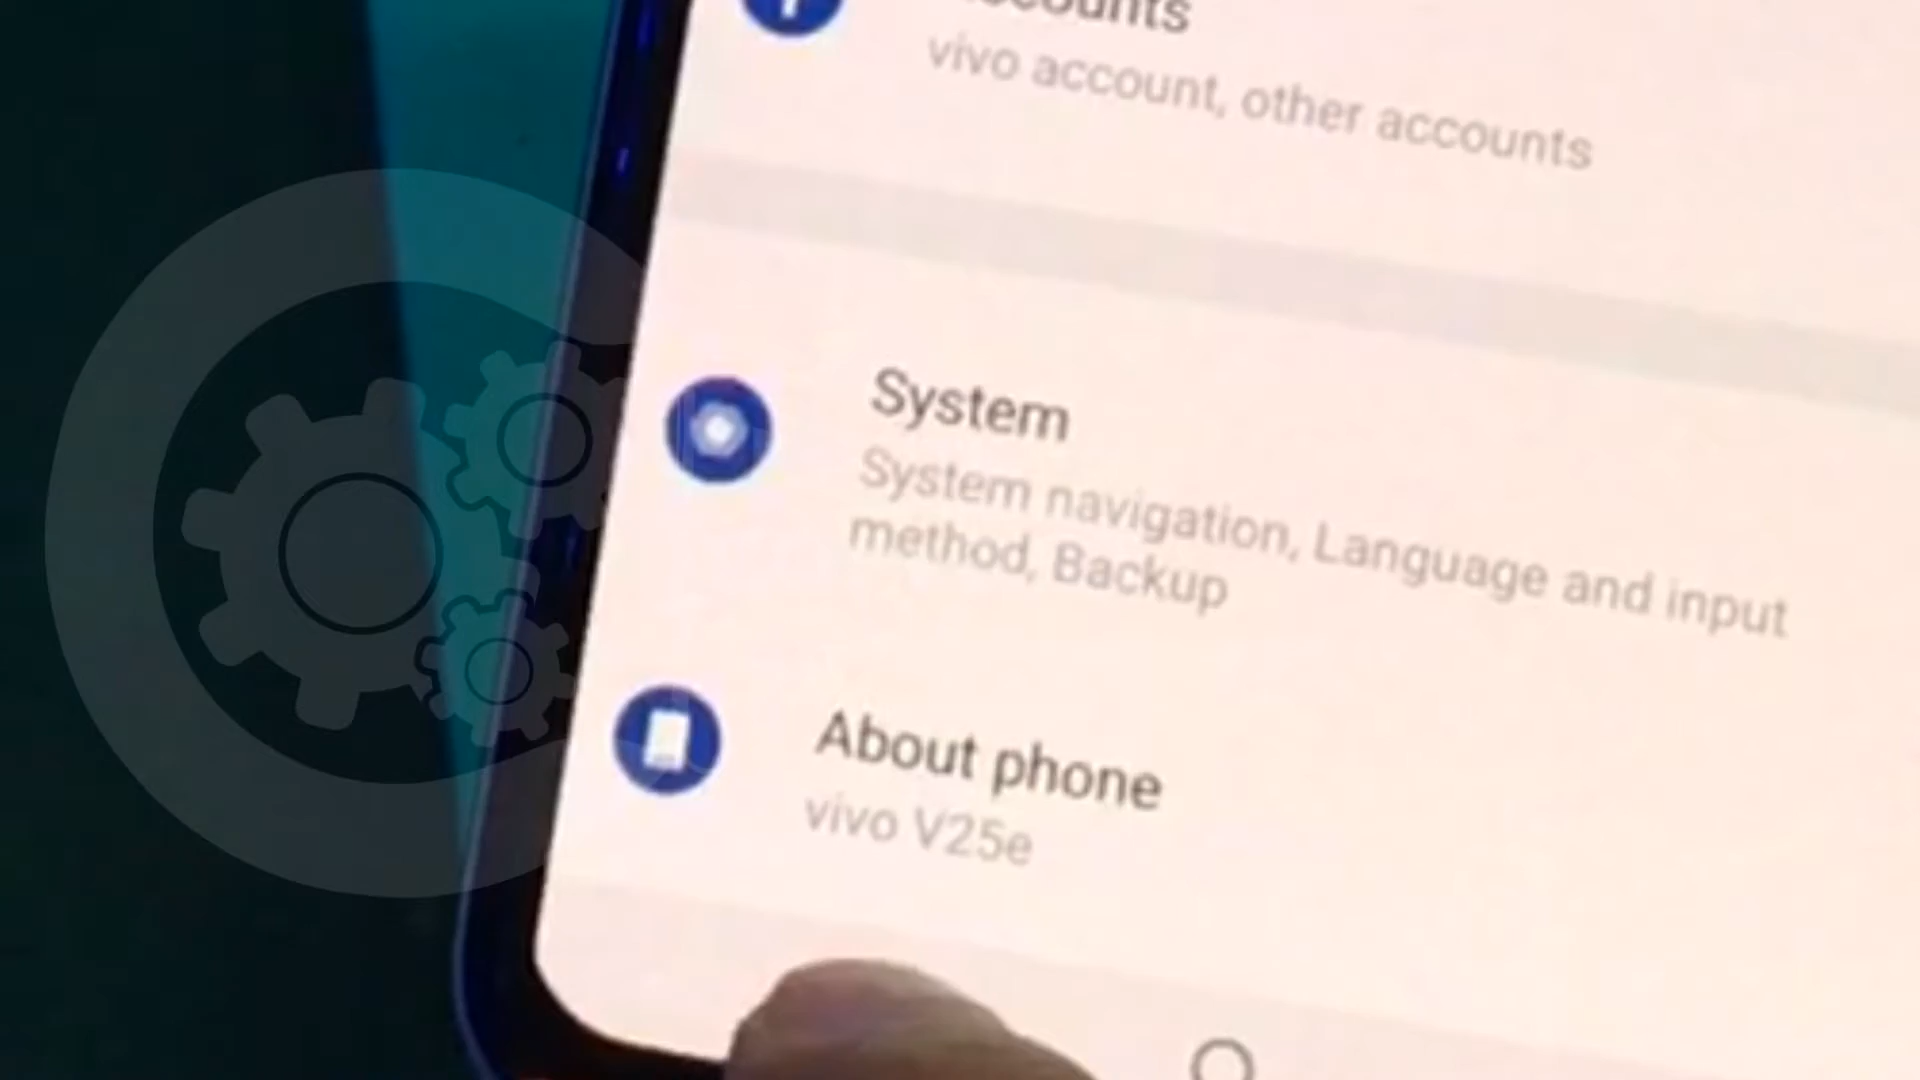 vivo account, other accounts
System
System navigation, Language and input
method, Backup
About phone
vivo V25e